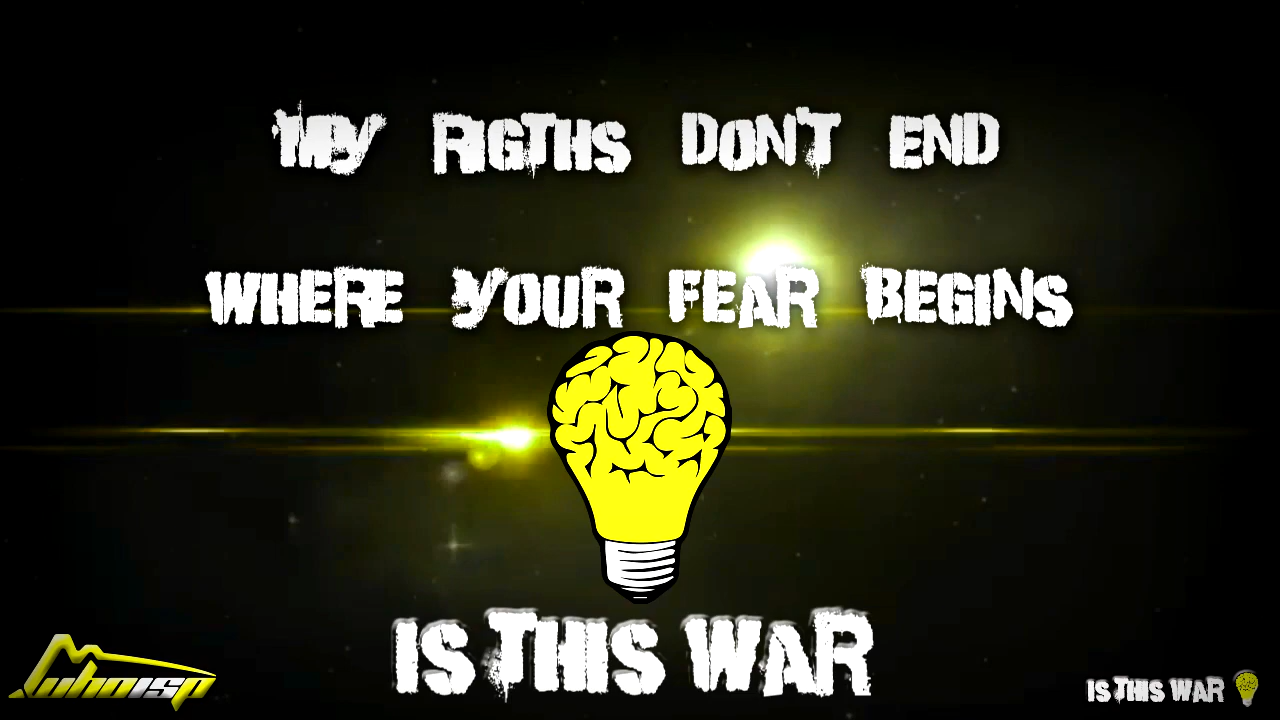 MY RIGTHS DON'T END
WHERE YOUR FEAR BEGINS
IS THIS WAR
IS THIS WAR